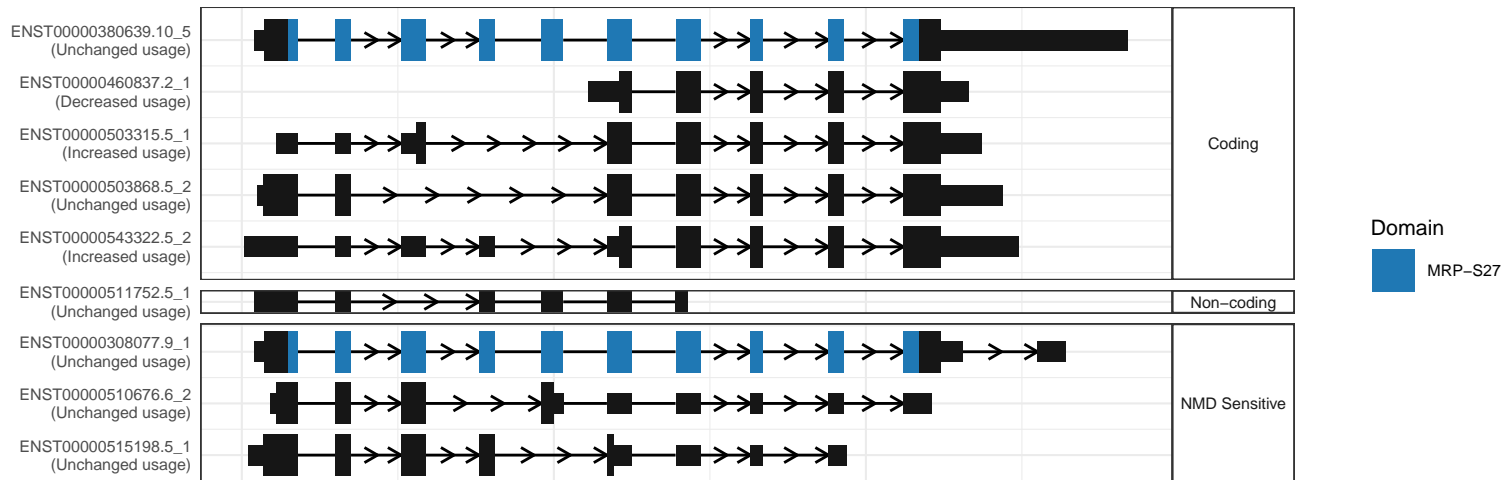 ENST00000380639.10_5
(Unchanged usage)
ENST00000460837.2_1
(Decreased usage)
ENST00000503315.5_1
(Increased usage)
ENST00000503868.5_2
(Unchanged usage)
ENST00000543322.5_2
(Increased usage)
Coding
ENST00000511752.5_1
(Unchanged usage)
Non−coding
ENST00000308077.9_1
(Unchanged usage)
ENST00000510676.6_2
(Unchanged usage)
ENST00000515198.5_1
(Unchanged usage)
NMD Sensitive
Domain
MRP−S27